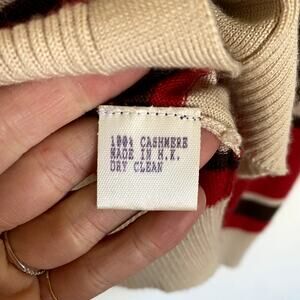 100% CASHMERE
MADE IN H.K.
DRY CLEAN